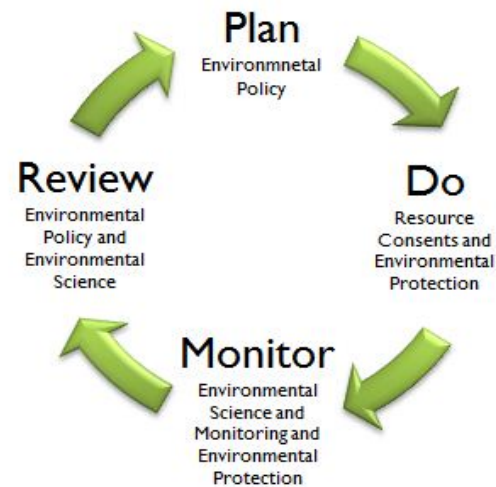 Plan
Environmnetal
Policy
Do
Resource
Consents and
Environmental
Protection
Monitor
Environmental
Science and
Monitoring and
Environmental
Protection
Review
Environmental
Policy and
Environmental
Science